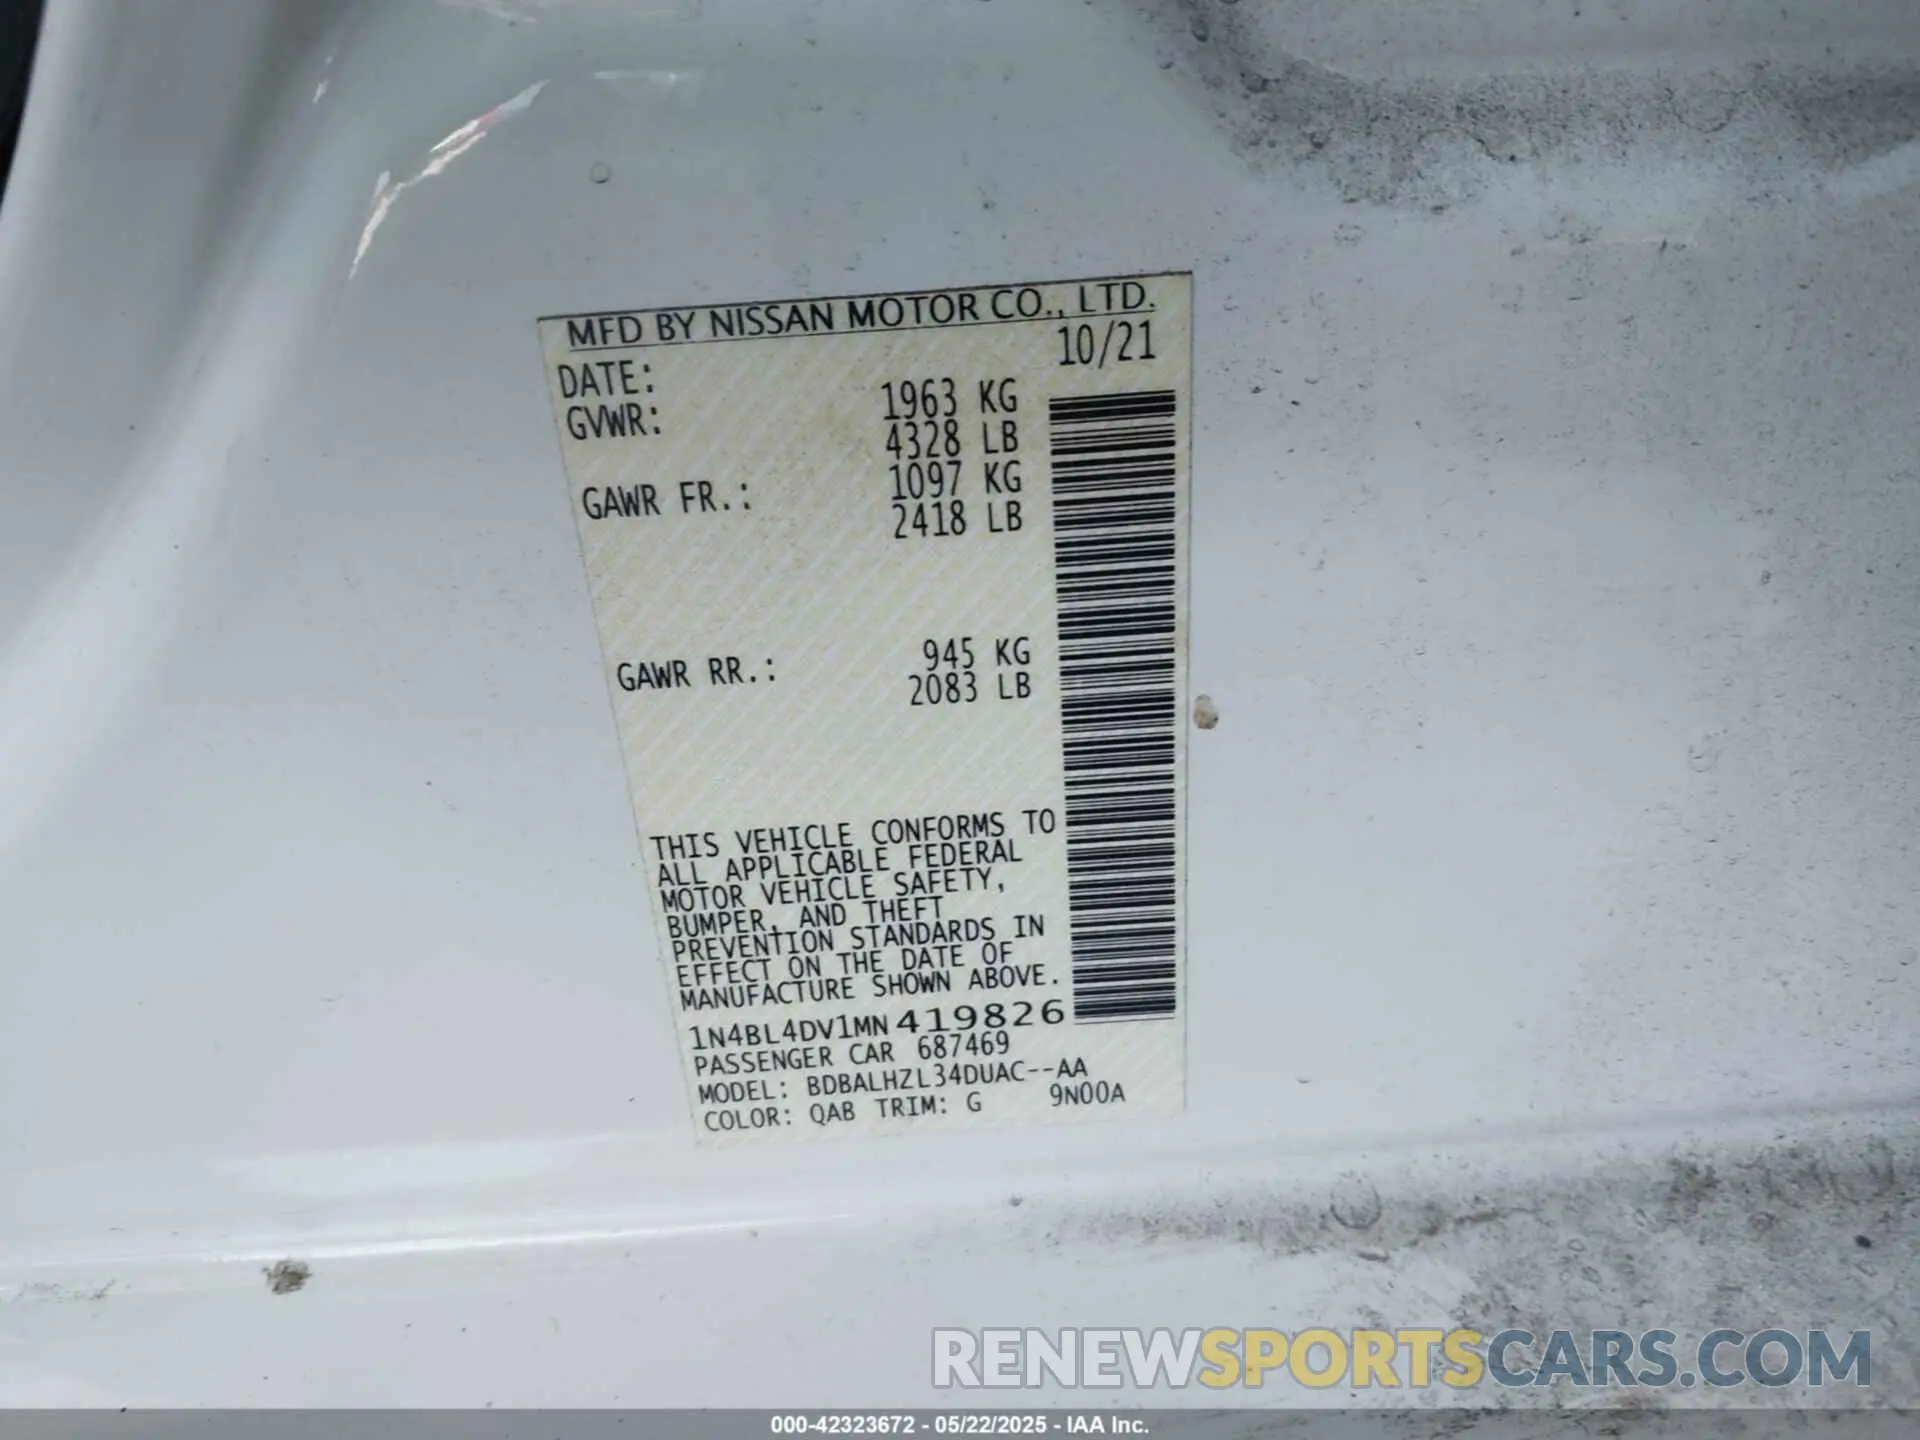 MFD BY NISSAN MOTOR CO., LTD.
DATE: 10/21
GVWR: 1963 KG
4328 LB
GAWR FR.: 1097 KG
2418 LB
GAWR RR.: 945 KG
2083 LB
THIS VEHICLE CONFORMS TO
ALL APPLICABLE FEDERAL
MOTOR VEHICLE SAFETY,
BUMPER, AND THEFT
PREVENTION STANDARDS IN
EFFECT ON THE DATE OF
MANUFACTURE SHOWN ABOVE.
1N4BL4DV1MN419826
PASSENGER CAR 687469
MODEL: BDBALHZL34DUAC--AA
COLOR: QAB TRIM: G 9N00A
RENEWSPORTSCARS.COM
000-42323672 - 05/22/2025 - IAA Inc.